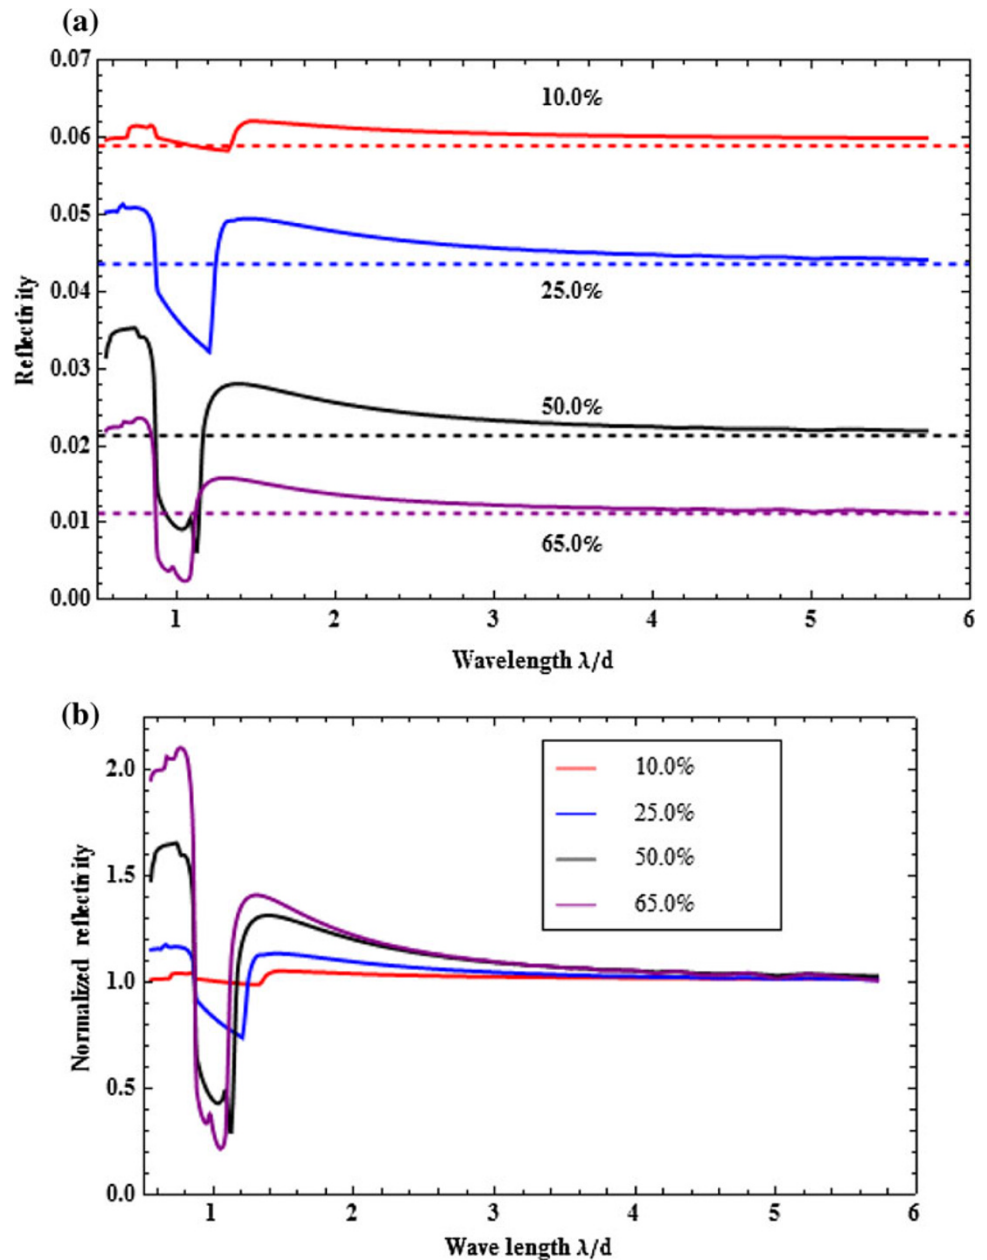 (a)
0.07
0.06
0.05
0.04
0.03
0.02
0.01
0.00
Reflectivity
10.0%
25.0%
50.0%
65.0%
1 2 3 4 5 6
Wavelength λ/d
(b)
2.0
1.5
1.0
0.5
0.0
Normalized reflectivity
10.0%
25.0%
50.0%
65.0%
1 2 3 4 5 6
Wave length λ/d